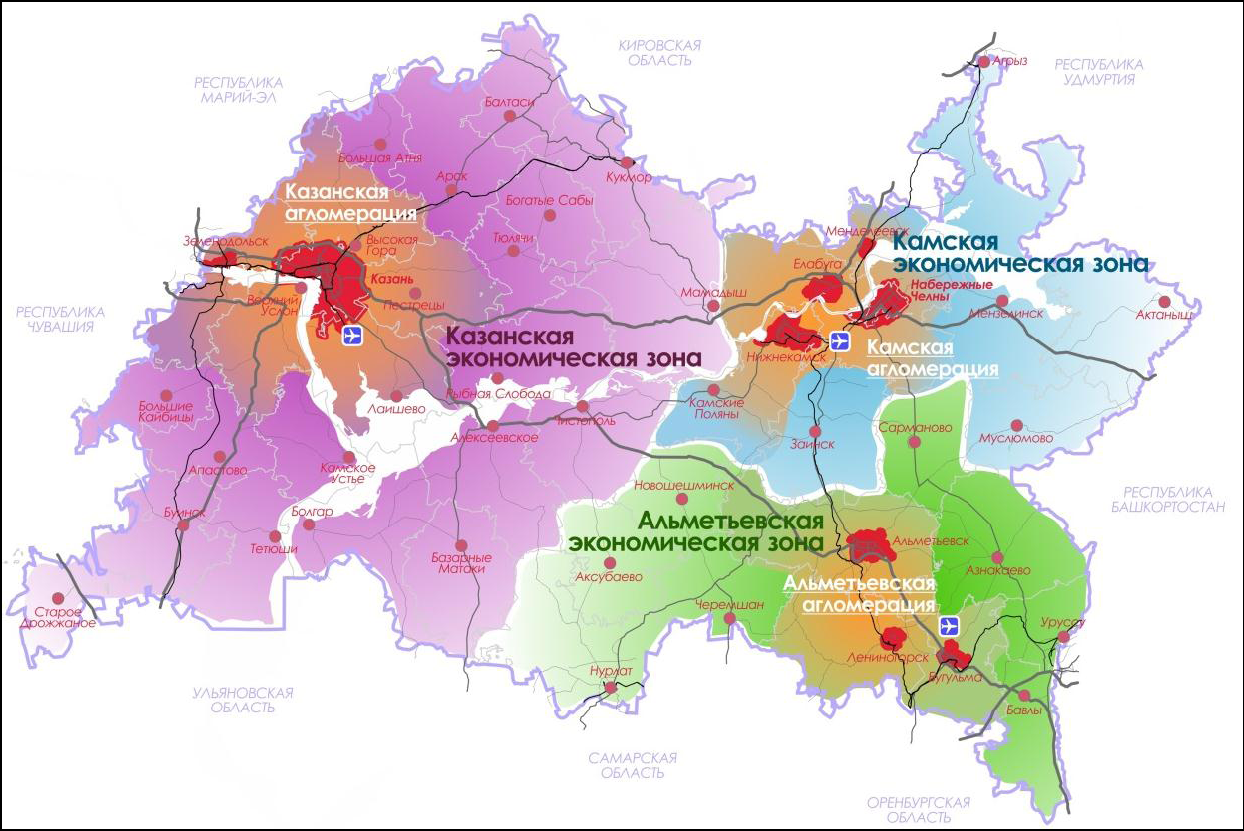 КИРОВСКАЯ
ОБЛАСТЬ
РЕСПУБЛИКА
УДМУРТИЯ
Агрыз
РЕСПУБЛИКА
МАРИЙ-ЭЛ
Балтаси
Большая Атня
Арск
Кукмор
Казанская
агломерация
Богатые Сабы
Тюлячи
Зеленодольск
Высокая
Гора
Казань
Пестрецы
Верхний
Услон
Мамадыш
Менделеевск
Елабуга
Камская
экономическая зона
Набережные
Челны
Мензелинск
Актаныш
РЕСПУБЛИКА
ЧУВАШИЯ
Казанская
экономическая зона
Нижнекамск
Камская
агломерация
Рыбная Слобода
Большие
Кайбицы
Лаишево
Чистополь
Алексеевское
Камские
Поляны
Заинск
Сарманово
Муслюмово
Апастово
Камское
Устье
Новошешминск
РЕСПУБЛИКА
БАШКОРТОСТАН
Буинск
Болгар
Тетюши
Альметьевская
экономическая зона
Альметьевск
Базарные
Матаки
Аксубаево
Азнакаево
Альметьевская
агломерация
Старое
Дрожжаное
Черемшан
Уруссу
Лениногорск
Бугульма
Нурлат
Бавлы
УЛЬЯНОВСКАЯ
ОБЛАСТЬ
САМАРСКАЯ
ОБЛАСТЬ
ОРЕНБУРГСКАЯ
ОБЛАСТЬ